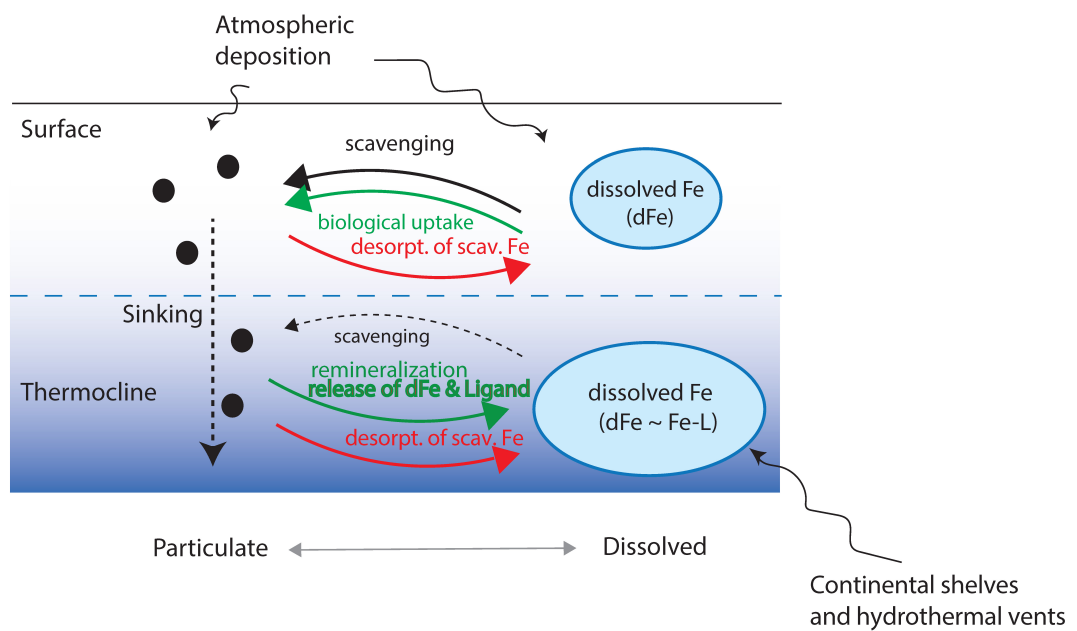 Atmospheric
deposition
Surface
scavenging
dissolved Fe
(dFe)
biological uptake
desorpt. of scav. Fe
Sinking
scavenging
remineralization
release of dFe & Ligand
Thermocline
dissolved Fe
(dFe ~ Fe-L)
desorpt. of scav. Fe
Particulate
Dissolved
Continental shelves
and hydrothermal vents